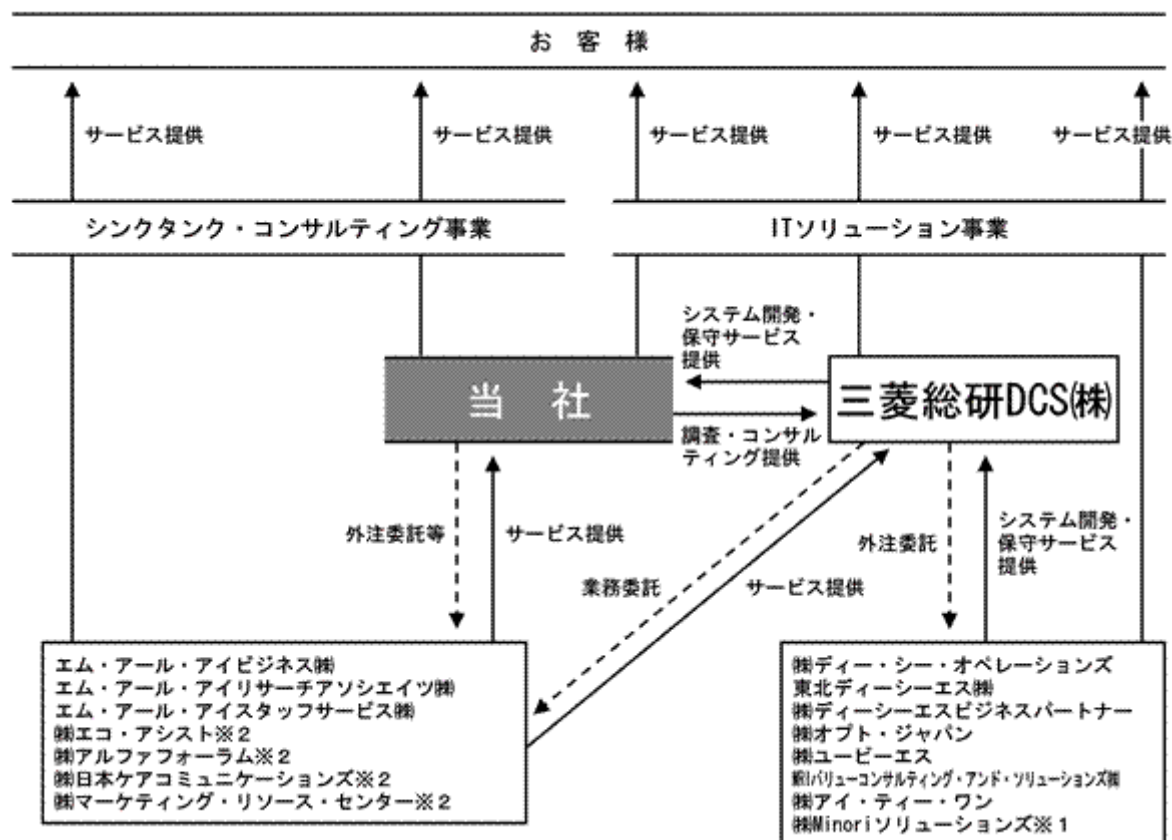 お 客 様
サービス提供
サービス提供
サービス提供
サービス提供
サービス提供
シンクタンク・コンサルティング事業
ITソリューション事業
システム開発・
保守サービス
提供
当 社
三菱総研DCS㈱
調査・コンサル
ティング提供
外注委託等
サービス提供
業務委託
サービス提供
外注委託
システム開発・
保守サービス
提供
エム・アール・アイビジネス㈱
エム・アール・アイリサーチアソシエイツ㈱
エム・アール・アイスタッフサービス㈱
㈱エコ・アシスト※2
㈱アルファフォーラム※2
㈱日本ケアコミュニケーションズ※2
㈱マーケティング・リソース・センター※2
㈱ディー・シー・オペレーションズ
東北ディーシーエス㈱
㈱ディーシーエスビジネスパートナー
㈱オプト・ジャパン
㈱ユービーエス
MRIバリューコンサルティング・アンド・ソリューションズ㈱
㈱アイ・ティー・ワン
㈱Minoriソリューションズ※1